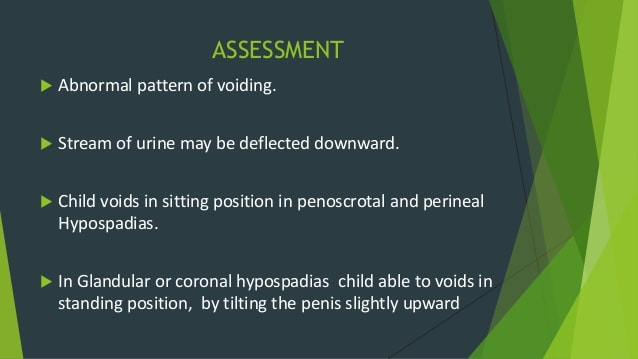 ASSESSMENT
Abnormal pattern of voiding.
Stream of urine may be deflected downward.
Child voids in sitting position in penoscrotal and perineal
Hypospadias.
In Glandular or coronal hypospadias child able to voids in
standing position, by tilting the penis slightly upward